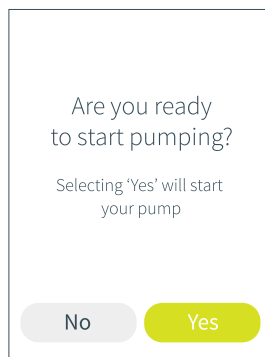 Are you ready
to start pumping?
Selecting ‘Yes’ will start
your pump
No
Yes